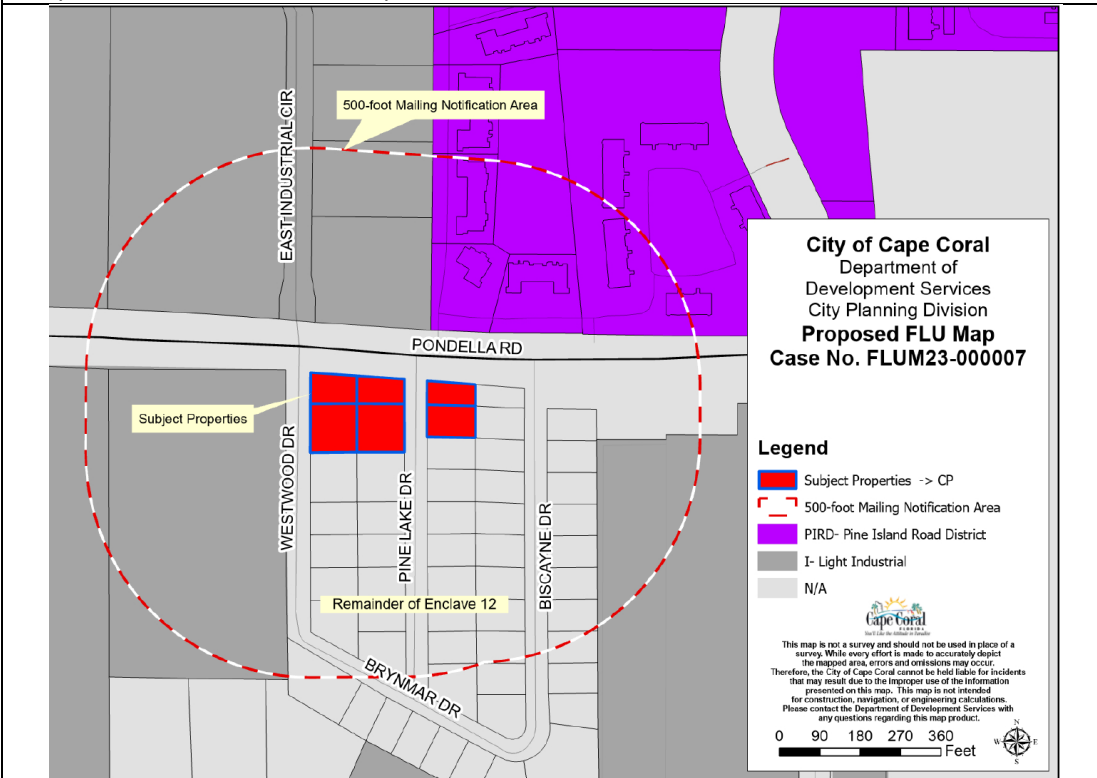 500-foot Mailing Notification Area
EAST INDUSTRIAL CIR
PONDELLA RD
Subject Properties
WESTWOOD DR
PINE LAKE DR
BISCAYNE DR
Remainder of Enclave 12
BRYNMAR DR
City of Cape Coral
Department of
Development Services
City Planning Division
Proposed FLU Map
Case No. FLUM23-000007
Legend
Subject Properties -> CP
500-foot Mailing Notification Area
PIRD- Pine Island Road District
I- Light Industrial
N/A
Cape Coral
FLORIDA
This map is not a survey and should not be used in place of a
survey. While every effort is made to accurately depict
the mapped area, errors and omissions may occur.
Therefore, the City of Cape Coral cannot be held liable for incidents
that may result due to the improper use of the information
presented on this map. This map is not intended
for construction, navigation, or engineering calculations.
Please contact the Department of Development Services with
any questions regarding this map product.
0 90 180 270 360
Feet
N
W E
S